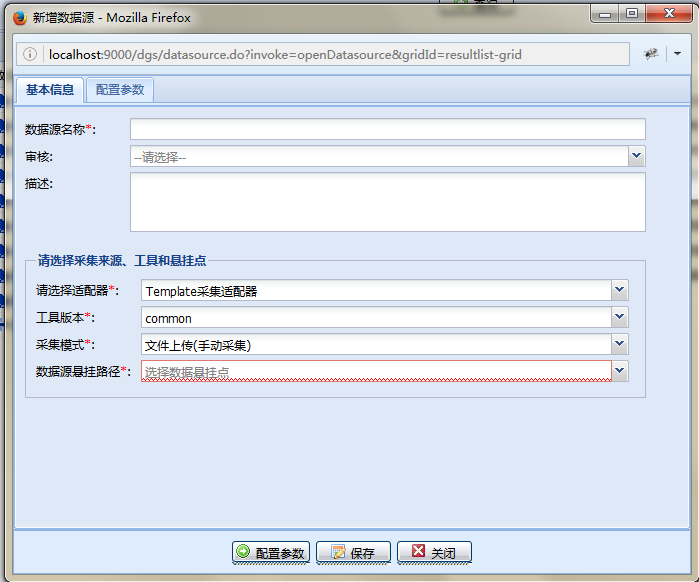 新增数据源 - Mozilla Firefox
localhost:9000/dgs/datasource.do?invoke=openDatasource&gridId=resultlist-grid
基本信息 配置参数
数据源名称*:
审核: --请选择--
描述:
请选择采集来源、工具和悬挂点
请选择适配器*: Template采集适配器
工具版本*: common
采集模式*: 文件上传(手动采集)
数据源悬挂路径*: 选择数据悬挂点
配置参数 保存 关闭